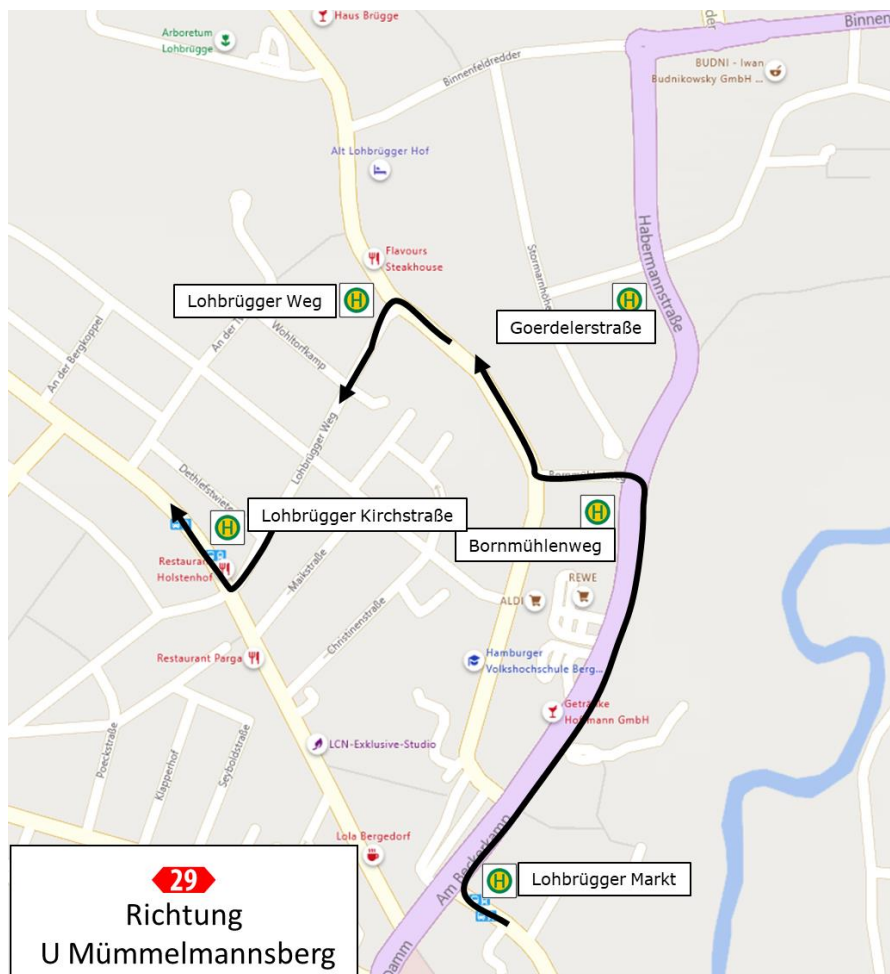 Haus Brügge
Arboretum
Lohbrügge
Binnenfeldredder
BUDNI - Iwan
Budnikowsky GmbH ...
Alt Lohbrügger Hof
Flavours
Steakhouse
Stormarnhöhe
Habermannstraße
Lohbrügger Weg
Goerdelerstraße
An der Bergkoppel
Wohltorfkamp
Lohbrügger Weg
Dethlefstwiete
Lohbrügger Kirchstraße
Bornmühlenweg
Restaurant
Holstenhof
Maikstraße
ALDI
REWE
Christinenstraße
Restaurant Parga
Hamburger
Volkshochschule Berg...
Getränke
Hoffmann GmbH
Poeckstraße
Klapperhof
Seyboldstraße
LCN-Exklusive-Studio
Lola Bergedorf
Am Beckerkamp
Lohbrügger Markt
29
Richtung
U Mümmelmannsberg